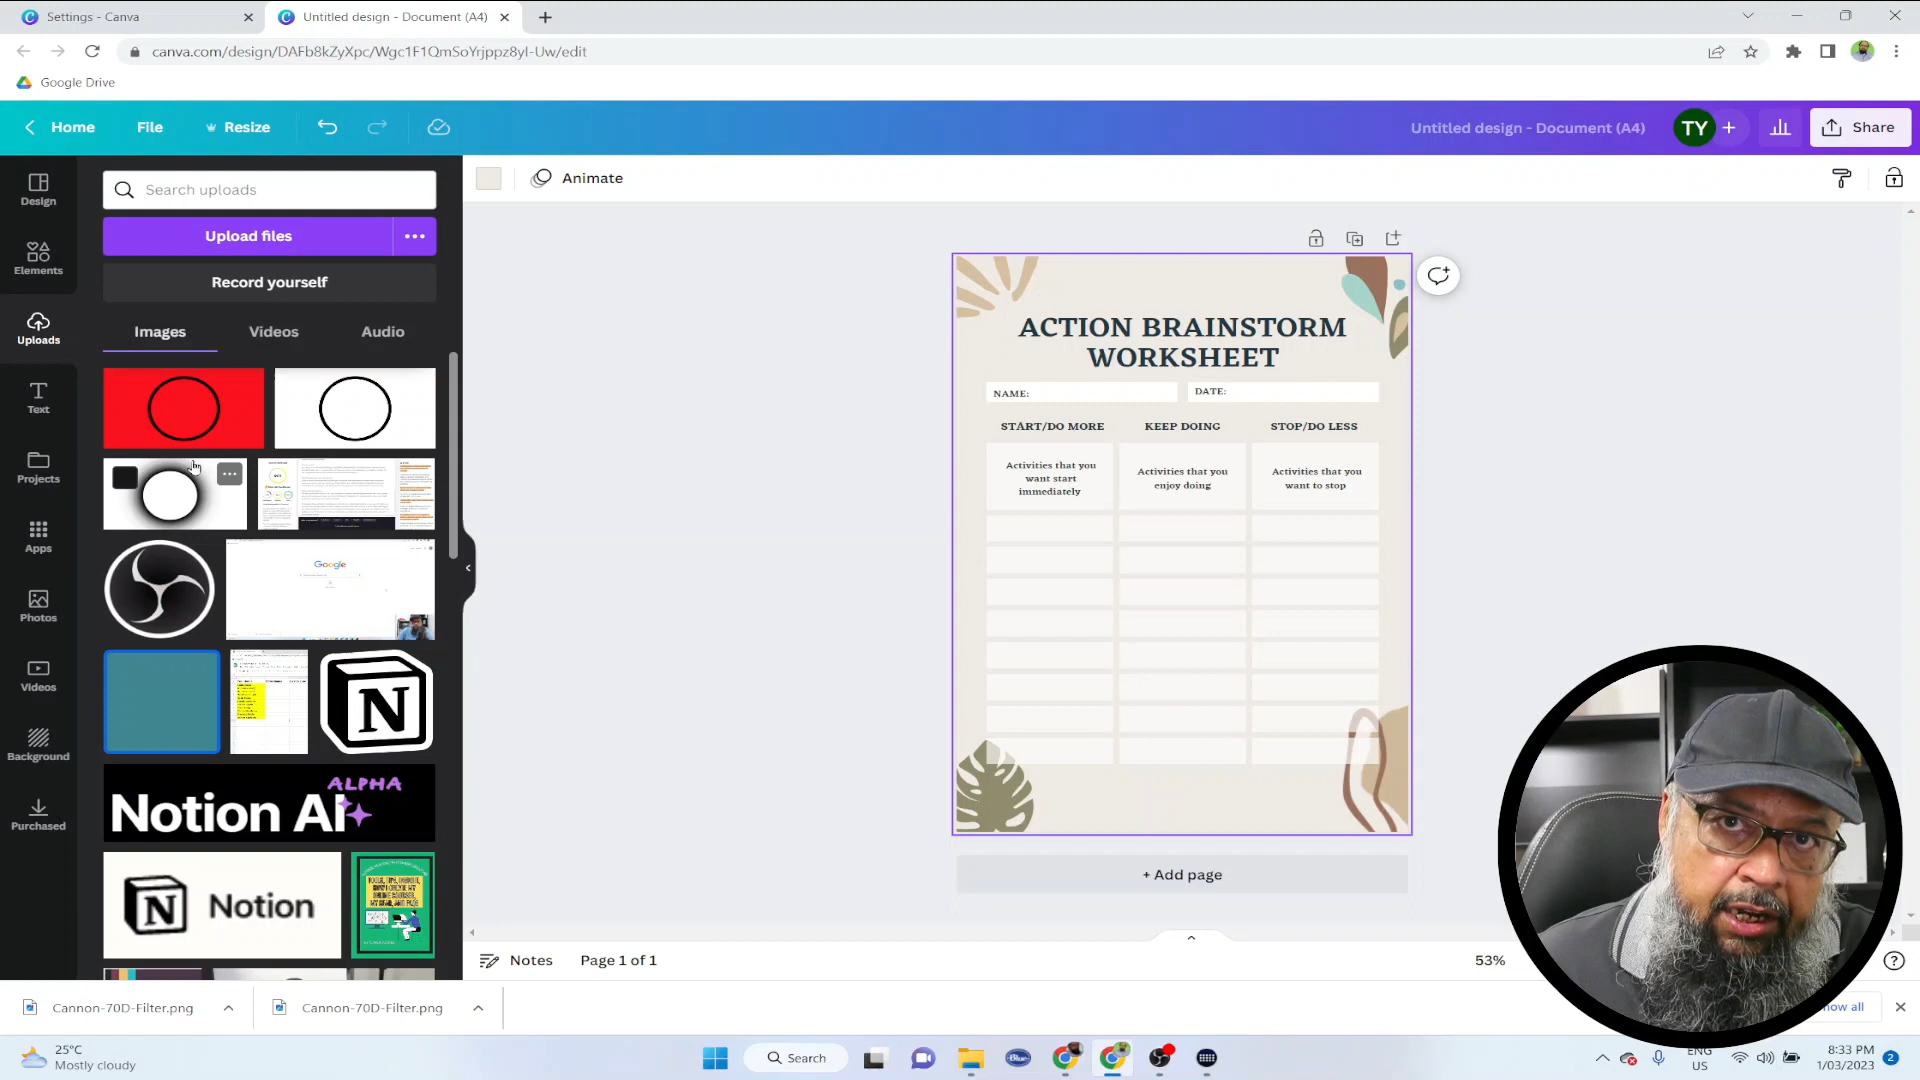 Settings - Canva
Untitled design - Document (A4)
canva.com/design/DAFb8kZyXpc/Wgc1F1QmSoYrjppz8yI-Uw/edit
Google Drive
Home
File
Resize
Untitled design - Document (A4)
TY
Share
Design
Elements
Uploads
Text
Projects
Apps
Photos
Videos
Background
Purchased
Search uploads
Upload files
Record yourself
Images
Videos
Audio
Google
N
ALPHA
Notion AI
N
Notion
Animate
ACTION BRAINSTORM
WORKSHEET
NAME:
DATE:
START/DO MORE
KEEP DOING
STOP/DO LESS
Activities that you
want start
immediately
Activities that you
enjoy doing
Activities that you
want to stop
+ Add page
Notes
Page 1 of 1
53%
Cannon-70D-Filter.png
Cannon-70D-Filter.png
25°C
Mostly cloudy
Search
ENG
US
8:33 PM
1/03/2023
2